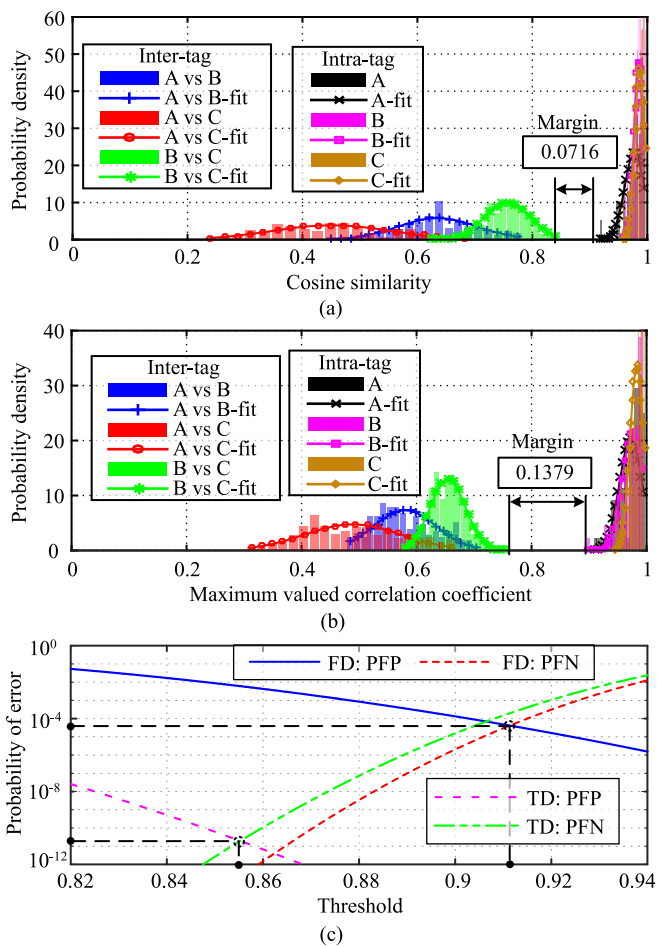 60
50
40
30
20
10
0
Probability density
Inter-tag
A vs B
A vs B-fit
A vs C
A vs C-fit
B vs C
B vs C-fit
Intra-tag
A
A-fit
B
B-fit
C
C-fit
Margin
0.0716
0 0.2 0.4 0.6 0.8 1
Cosine similarity
(a)
40
30
20
10
0
Probability density
Inter-tag
A vs B
A vs B-fit
A vs C
A vs C-fit
B vs C
B vs C-fit
Intra-tag
A
A-fit
B
B-fit
C
C-fit
Margin
0.1379
0 0.2 0.4 0.6 0.8 1
Maximum valued correlation coefficient
(b)
10^0
10^-4
10^-8
10^-12
Probability of error
FD: PFP FD: PFN
TD: PFP
TD: PFN
0.82 0.84 0.86 0.88 0.9 0.92 0.94
Threshold
(c)